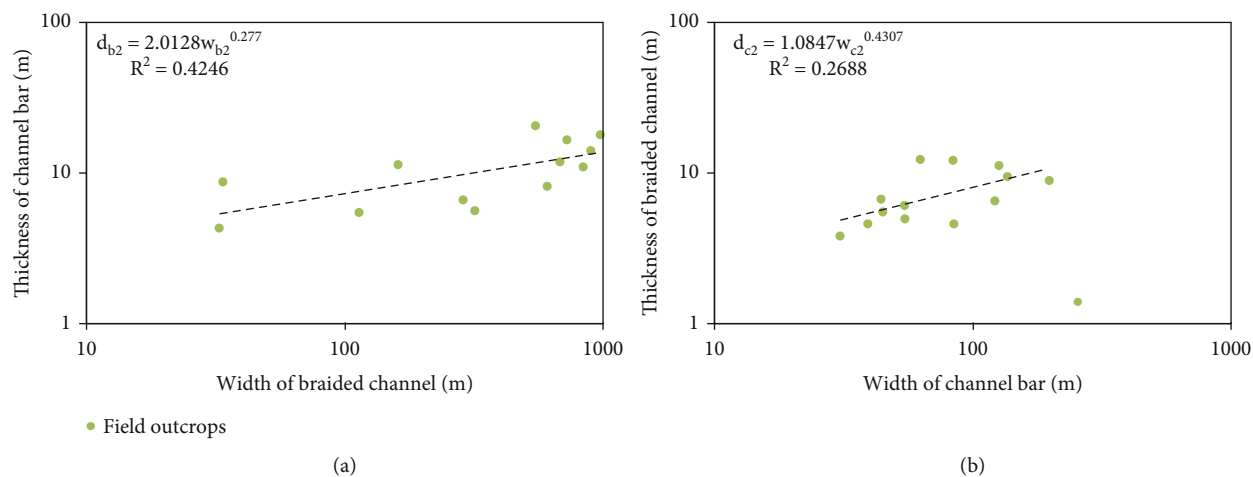 100
10
1
Thickness of channel bar (m)
d_b2 = 2.0128w_b2^0.277
R² = 0.4246
10
100
1000
Width of braided channel (m)
Field outcrops
(a)
100
10
1
Thickness of braided channel (m)
d_c2 = 1.0847w_c2^0.4307
R² = 0.2688
10
100
1000
Width of channel bar (m)
(b)